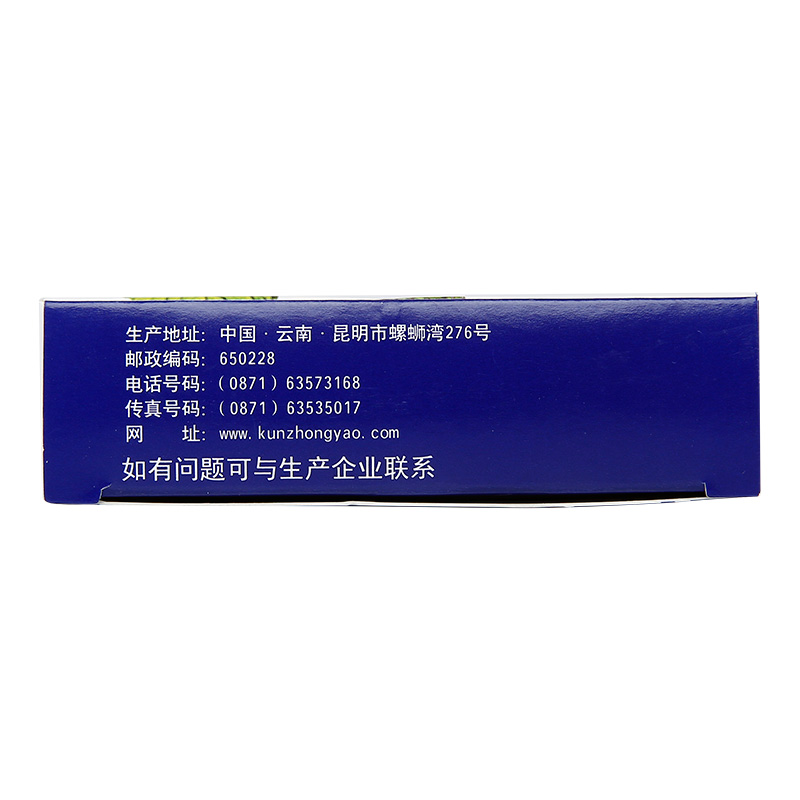 生产地址：中国·云南·昆明市螺蛳湾276号
邮政编码：650228
电话号码：(0871) 63573168
传真号码：(0871) 63535017
网　　址：www.kunzhongyao.com
如有问题可与生产企业联系